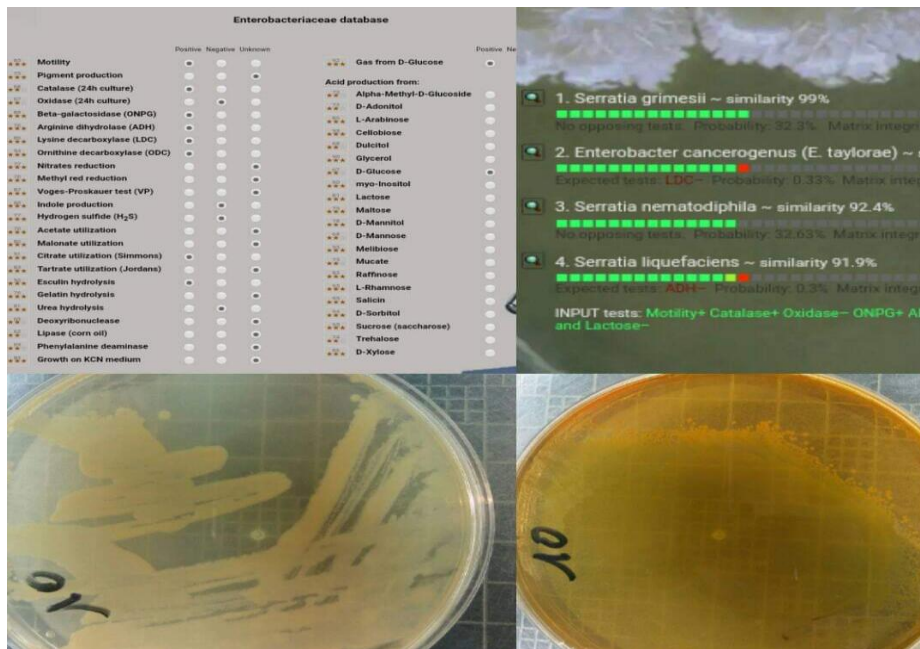 Enterobacteriaceae database
Positive Negative Unknown
Motility
Pigment production
Catalase (24h culture)
Oxidase (24h culture)
Beta-galactosidase (ONPG)
Arginine dihydrolase (ADH)
Lysine decarboxylase (LDC)
Ornithine decarboxylase (ODC)
Nitrates reduction
Methyl red reduction
Voges-Proskauer test (VP)
Indole production
Hydrogen sulfide (H₂S)
Acetate utilization
Malonate utilization
Citrate utilization (Simmons)
Tartrate utilization (Jordans)
Esculin hydrolysis
Gelatin hydrolysis
Urea hydrolysis
Deoxyribonuclease
Lipase (corn oil)
Phenylalanine deaminase
Growth on KCN medium
Positive Ne
Gas from D-Glucose
Acid production from:
Alpha-Methyl-D-Glucoside
D-Adonitol
L-Arabinose
Cellobiose
Dulcitol
Glycerol
D-Glucose
myo-Inositol
Lactose
Maltose
D-Mannitol
D-Mannose
Melibiose
Mucate
Raffinose
L-Rhamnose
Salicin
D-Sorbitol
Sucrose (saccharose)
Trehalose
D-Xylose
1. Serratia grimesii ~ similarity 99%
No opposing tests. Probability: 32.3% Matrix integr
2. Enterobacter cancerogenus (E. taylorae) ~
Expected tests: LDC− Probability: 0.33% Matrix integ
3. Serratia nematodiphila ~ similarity 92.4%
No opposing tests. Probability: 32.63% Matrix integr
4. Serratia liquefaciens ~ similarity 91.9%
Expected tests: ADH− Probability: 0.3% Matrix integr
INPUT tests: Motility+ Catalase+ Oxidase− ONPG+ A
and Lactose−
10
10